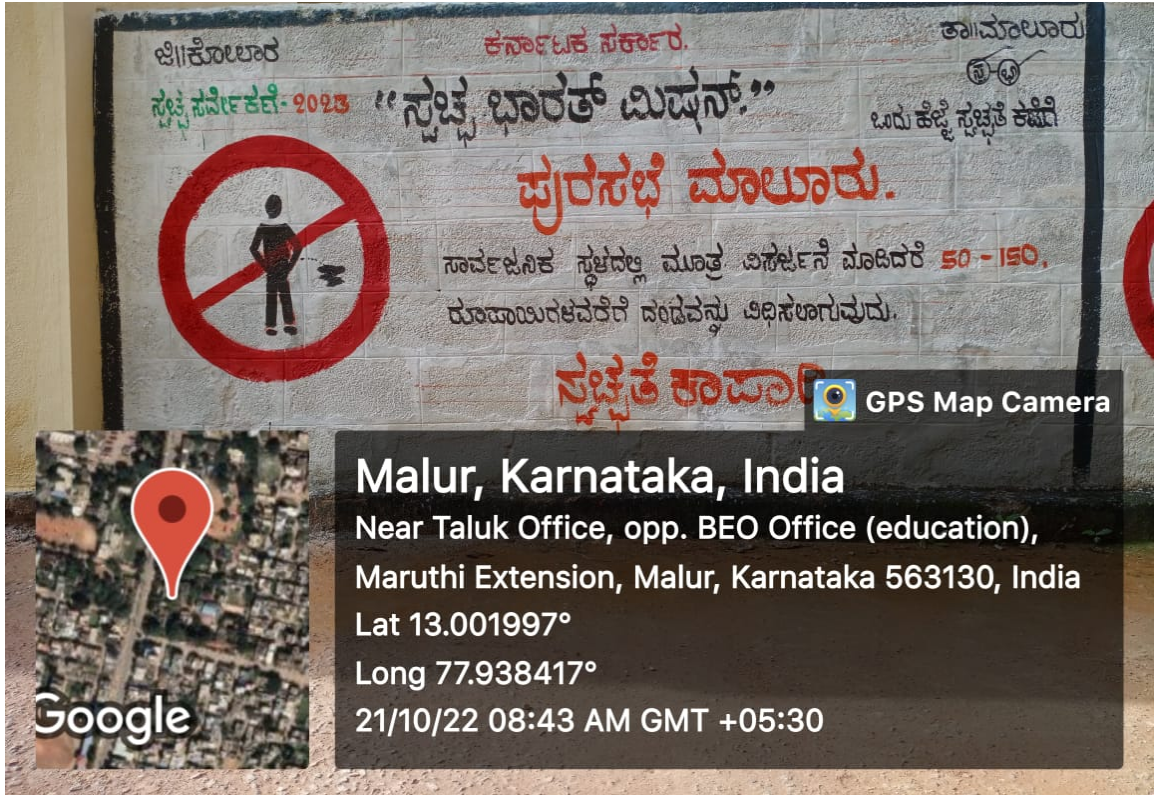 ಜಿ||ಕೋಲಾರ
ಕರ್ನಾಟಕ ಸರ್ಕಾರ.
ತಾ||ಮಾಲೂರು
ಸ್ವಚ್ಛ ಸರ್ವೇಕಣೆ-2023
“ಸ್ವಚ್ಛ ಭಾರತ್ ಮಿಷನ್.”
ಒಂದು ಹೆಜ್ಜೆ ಸ್ವಚ್ಛತೆ ಕಡೆಗೆ
ಪುರಸಭೆ ಮಾಲೂರು.
ಸಾರ್ವಜನಿಕ ಸ್ಥಳದಲ್ಲಿ ಮೂತ್ರ ವಿಸರ್ಜನೆ ಮಾಡಿದರೆ 50-150,
ರೂಪಾಯಿಗಳವರೆಗೆ ದಂಡವನ್ನು ವಿಧಿಸಲಾಗುವುದು.
ಸ್ವಚ್ಛತೆ ಕಾಪಾಡಿ
GPS Map Camera
Malur, Karnataka, India
Near Taluk Office, opp. BEO Office (education),
Maruthi Extension, Malur, Karnataka 563130, India
Lat 13.001997°
Long 77.938417°
21/10/22 08:43 AM GMT +05:30
Google